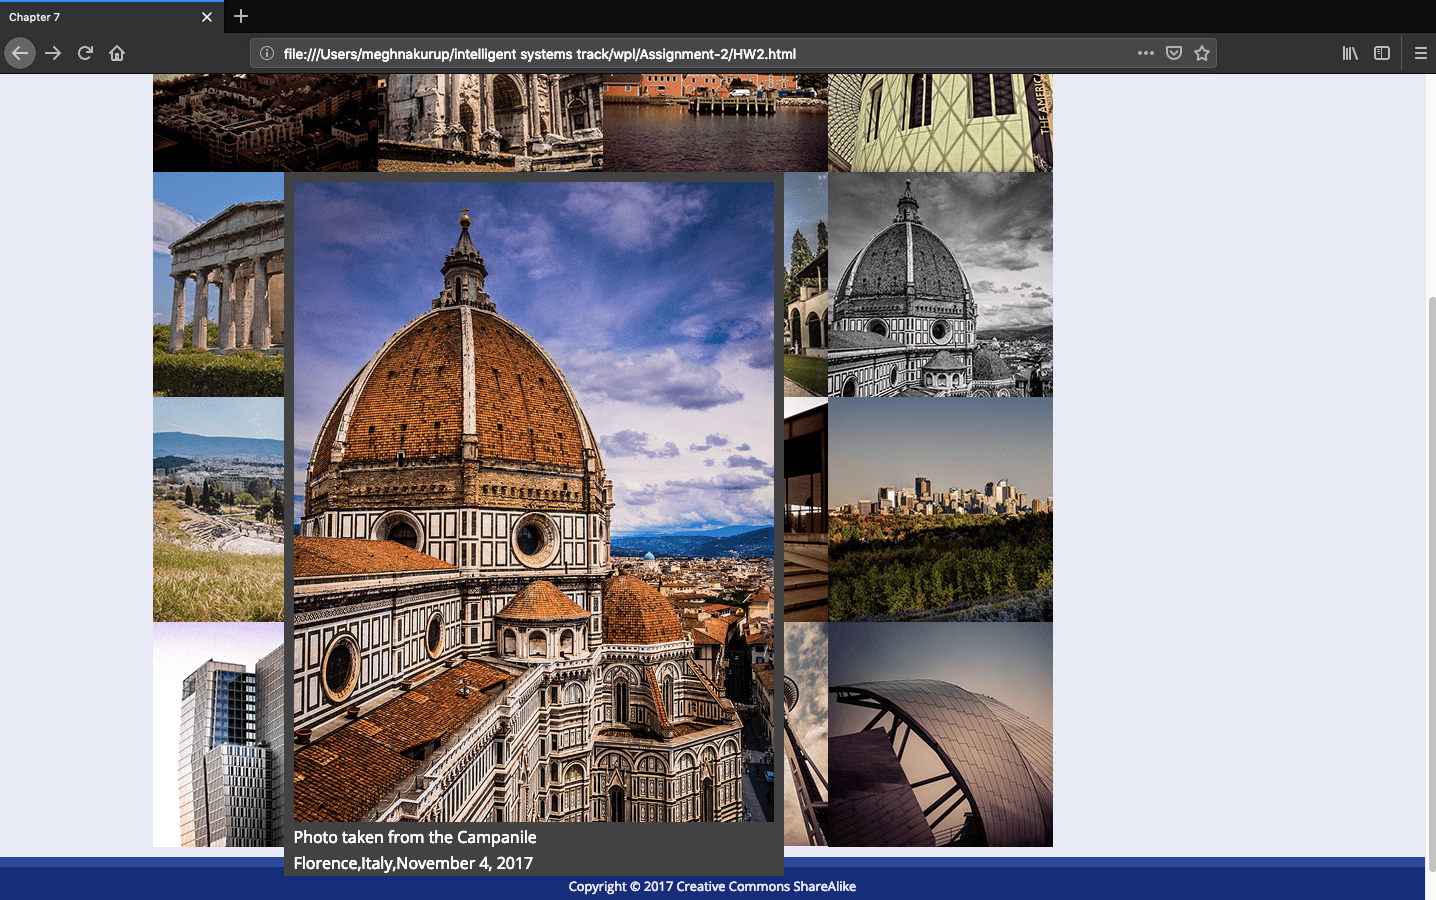 Chapter 7
file:///Users/meghnakurup/intelligent systems track/wpl/Assignment-2/HW2.html
THE AMERIC
Photo taken from the Campanile
Florence,Italy,November 4, 2017
Copyright © 2017 Creative Commons ShareAlike